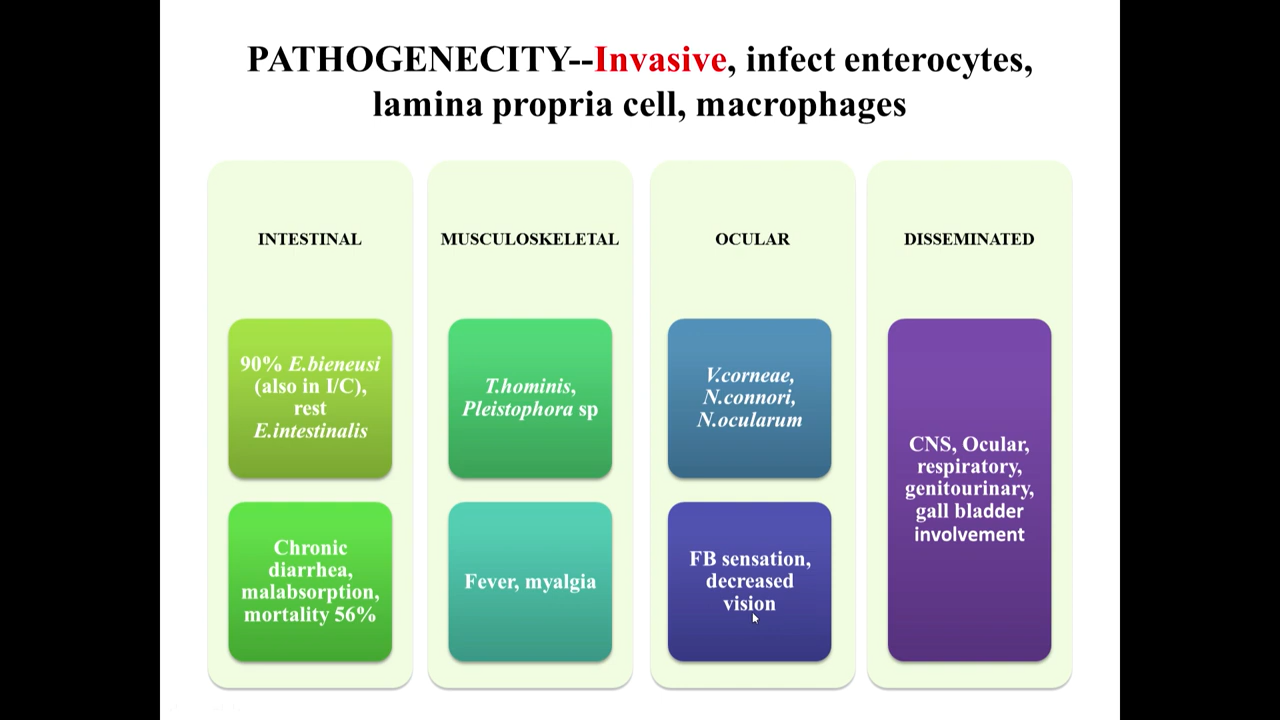 PATHOGENECITY--Invasive, infect enterocytes,
lamina propria cell, macrophages
INTESTINAL
90% E.bieneusi
(also in I/C),
rest
E.intestinalis
Chronic
diarrhea,
malabsorption,
mortality 56%
MUSCULOSKELETAL
T.hominis,
Pleistophora sp
Fever, myalgia
OCULAR
V.corneae,
N.connori,
N.ocularum
FB sensation,
decreased
vision
DISSEMINATED
CNS, Ocular,
respiratory,
genitourinary,
gall bladder
involvement